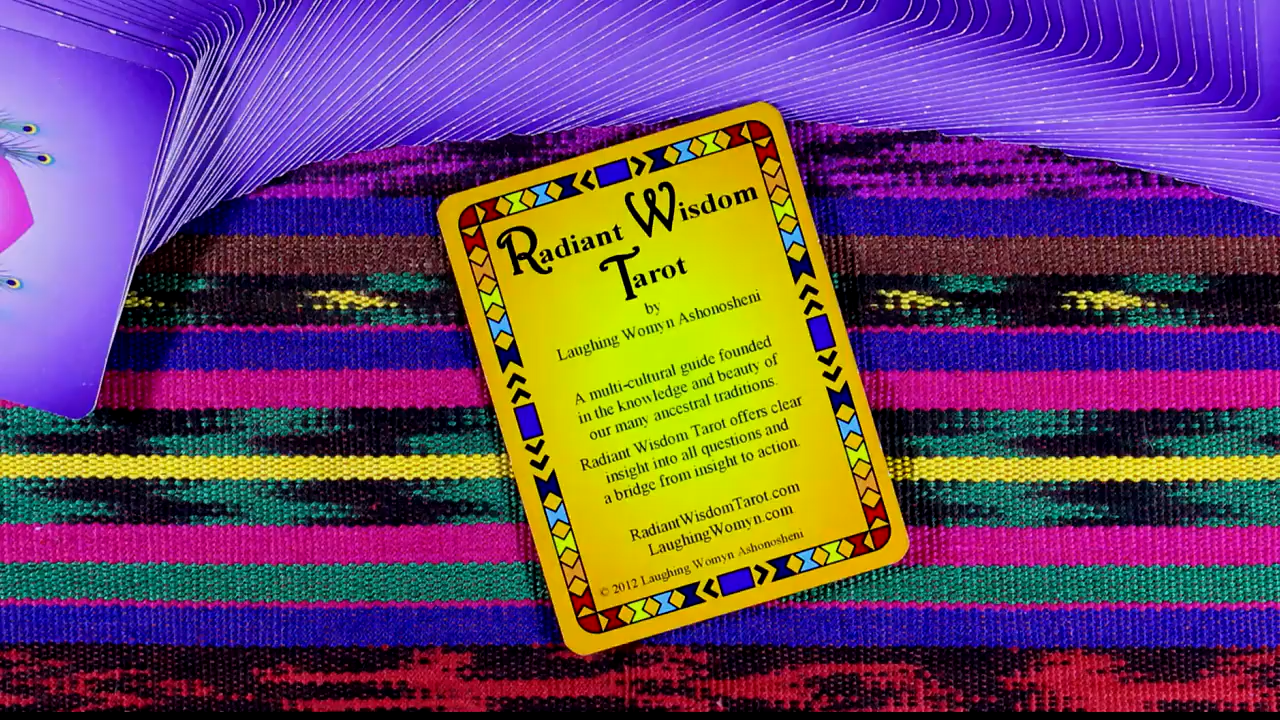 Radiant Wisdom
Tarot
by
Laughing Womyn Ashonosheni
A multi-cultural guide founded
in the knowledge and beauty of
our many ancestral traditions.
Radiant Wisdom Tarot offers clear
insight into all questions and
a bridge from insight to action.
RadiantWisdomTarot.com
LaughingWomyn.com
© 2012 Laughing Womyn Ashonosheni